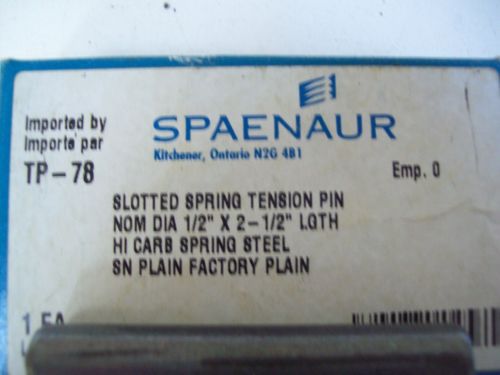 Imported by
Importe par
SPAENAUR
Kitchener, Ontario N2G 4B1
TP-78
Emp. 0
SLOTTED SPRING TENSION PIN
NOM DIA 1/2" X 2-1/2" LGTH
HI CARB SPRING STEEL
SN PLAIN FACTORY PLAIN